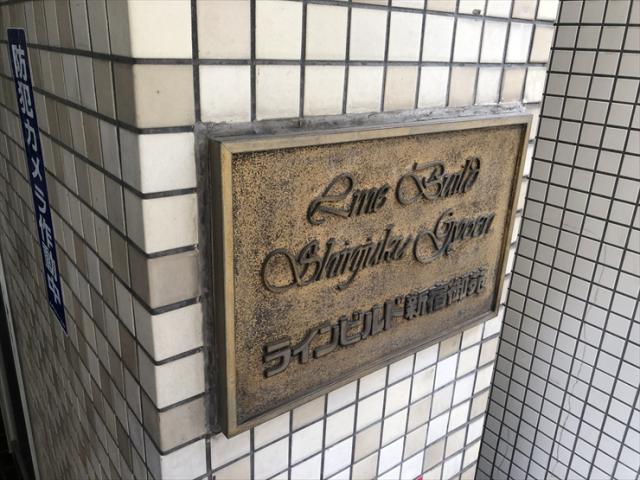 防犯カメラ作動中
Line Build
Shinjuku Gyoen
ラインビルド新宿御苑